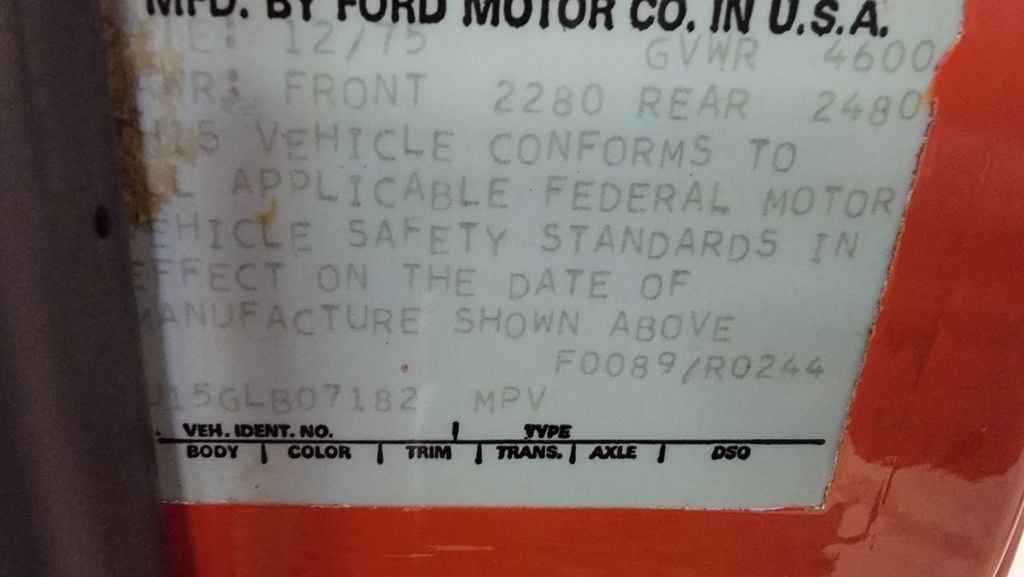 MFD. BY FORD MOTOR CO. IN U.S.A.
12/75 GVWR 4600
FRONT 2280 REAR 2480
VEHICLE CONFORMS TO
APPLICABLE FEDERAL MOTOR
EHICLE SAFETY STANDARDS IN
EFFECT ON THE DATE OF
MANUFACTURE SHOWN ABOVE
F0089/R0244
U15GLB07182 MPV
VEH. IDENT. NO. | TYPE
BODY | COLOR | TRIM | TRANS. | AXLE | DSO